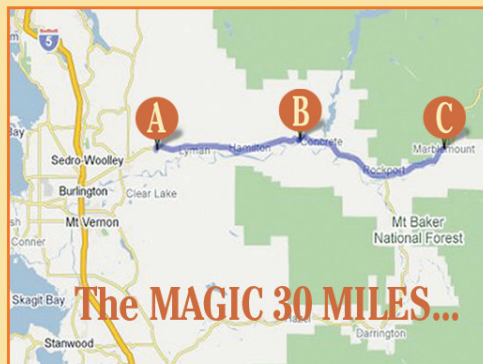 5
A
B
C
Bay
Lyman
Hamilton
Concrete
Marblemount
Sedro-Woolley
Rockport
Burlington
Clear Lake
Mt Vernon
Mt Baker
National Forest
Conner
Skagit Bay
The MAGIC 30 MILES...
Darrington
Stanwood